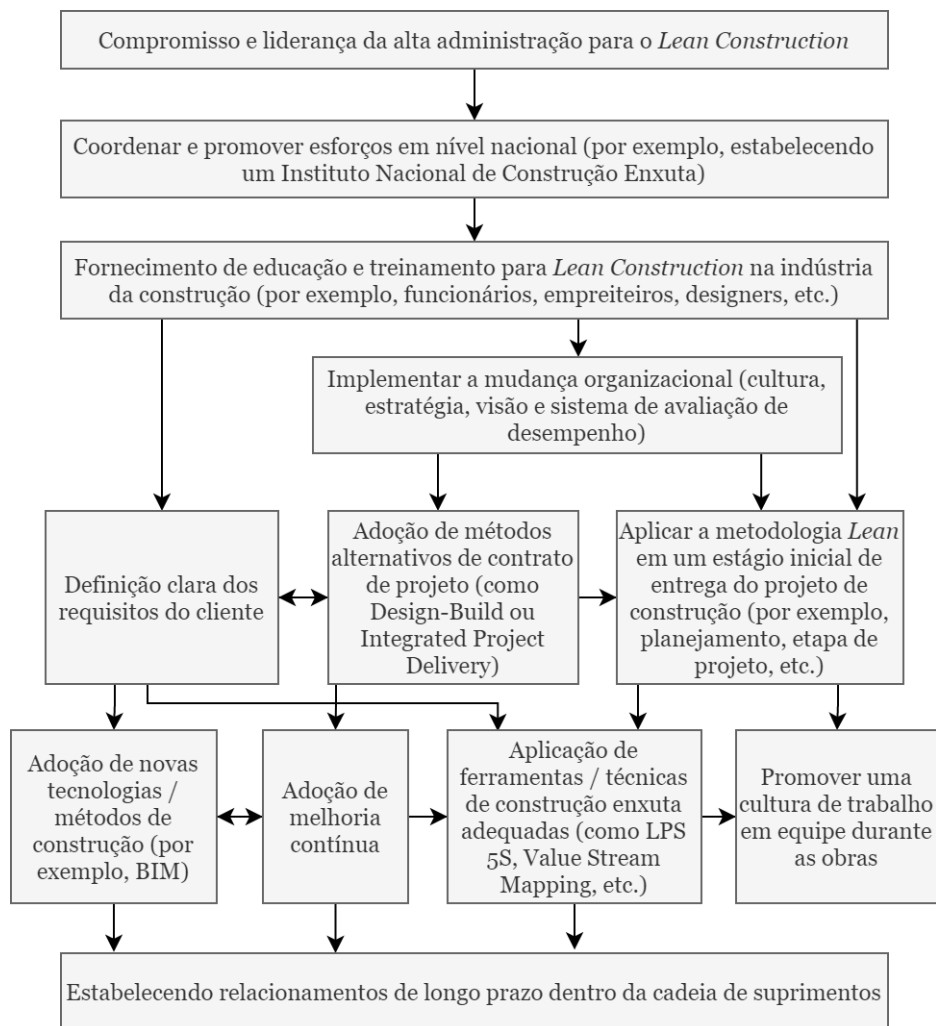 Compromisso e liderança da alta administração para o Lean Construction
Coordenar e promover esforços em nível nacional (por exemplo, estabelecendo
um Instituto Nacional de Construção Enxuta)
Fornecimento de educação e treinamento para Lean Construction na indústria
da construção (por exemplo, funcionários, empreiteiros, designers, etc.)
Implementar a mudança organizacional (cultura,
estratégia, visão e sistema de avaliação de
desempenho)
Definição clara dos
requisitos do cliente
Adoção de métodos
alternativos de contrato
de projeto (como
Design-Build ou
Integrated Project
Delivery)
Aplicar a metodologia Lean
em um estágio inicial de
entrega do projeto de
construção (por exemplo,
planejamento, etapa de
projeto, etc.)
Adoção de novas
tecnologias /
métodos de
construção (por
exemplo, BIM)
Adoção de
melhoria
contínua
Aplicação de
ferramentas / técnicas
de construção enxuta
adequadas (como LPS
5S, Value Stream
Mapping, etc.)
Promover uma
cultura de trabalho
em equipe durante
as obras
Estabelecendo relacionamentos de longo prazo dentro da cadeia de suprimentos